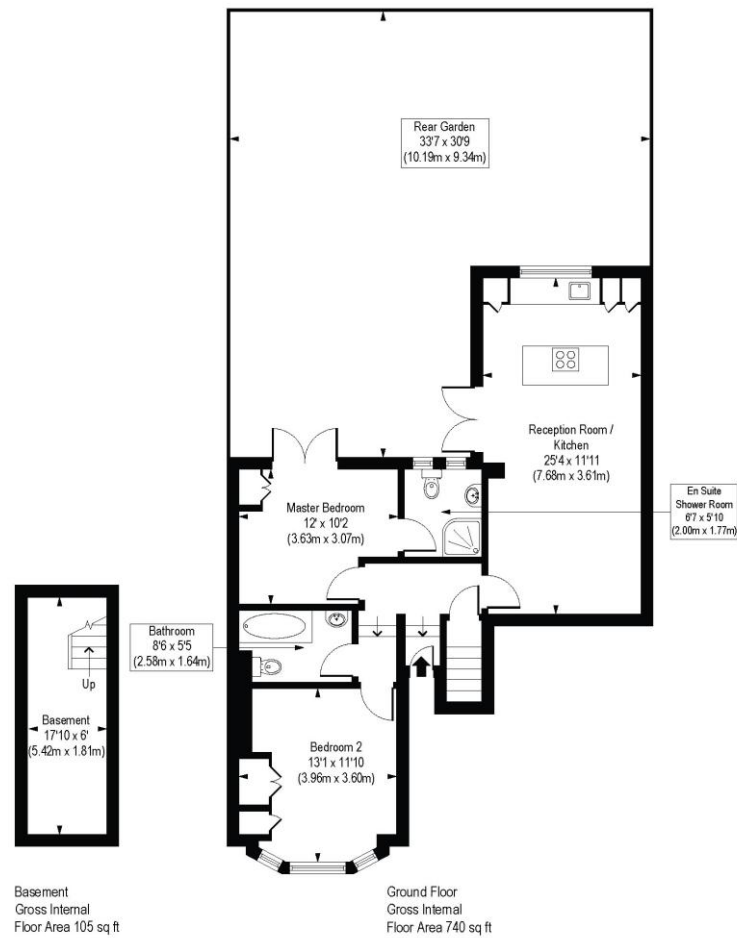 Rear Garden
33'7 x 30'9
(10.19m x 9.34m)
Reception Room /
Kitchen
25'4 x 11'11
(7.68m x 3.61m)
En Suite
Shower Room
6'7 x 5'10
(2.00m x 1.77m)
Master Bedroom
12' x 10'2
(3.63m x 3.07m)
Bathroom
8'6 x 5'5
(2.58m x 1.64m)
Up
Basement
17'10 x 6'
(5.42m x 1.81m)
Bedroom 2
13'1 x 11'10
(3.96m x 3.60m)
Basement
Gross Internal
Floor Area 105 sq ft
Ground Floor
Gross Internal
Floor Area 740 sq ft